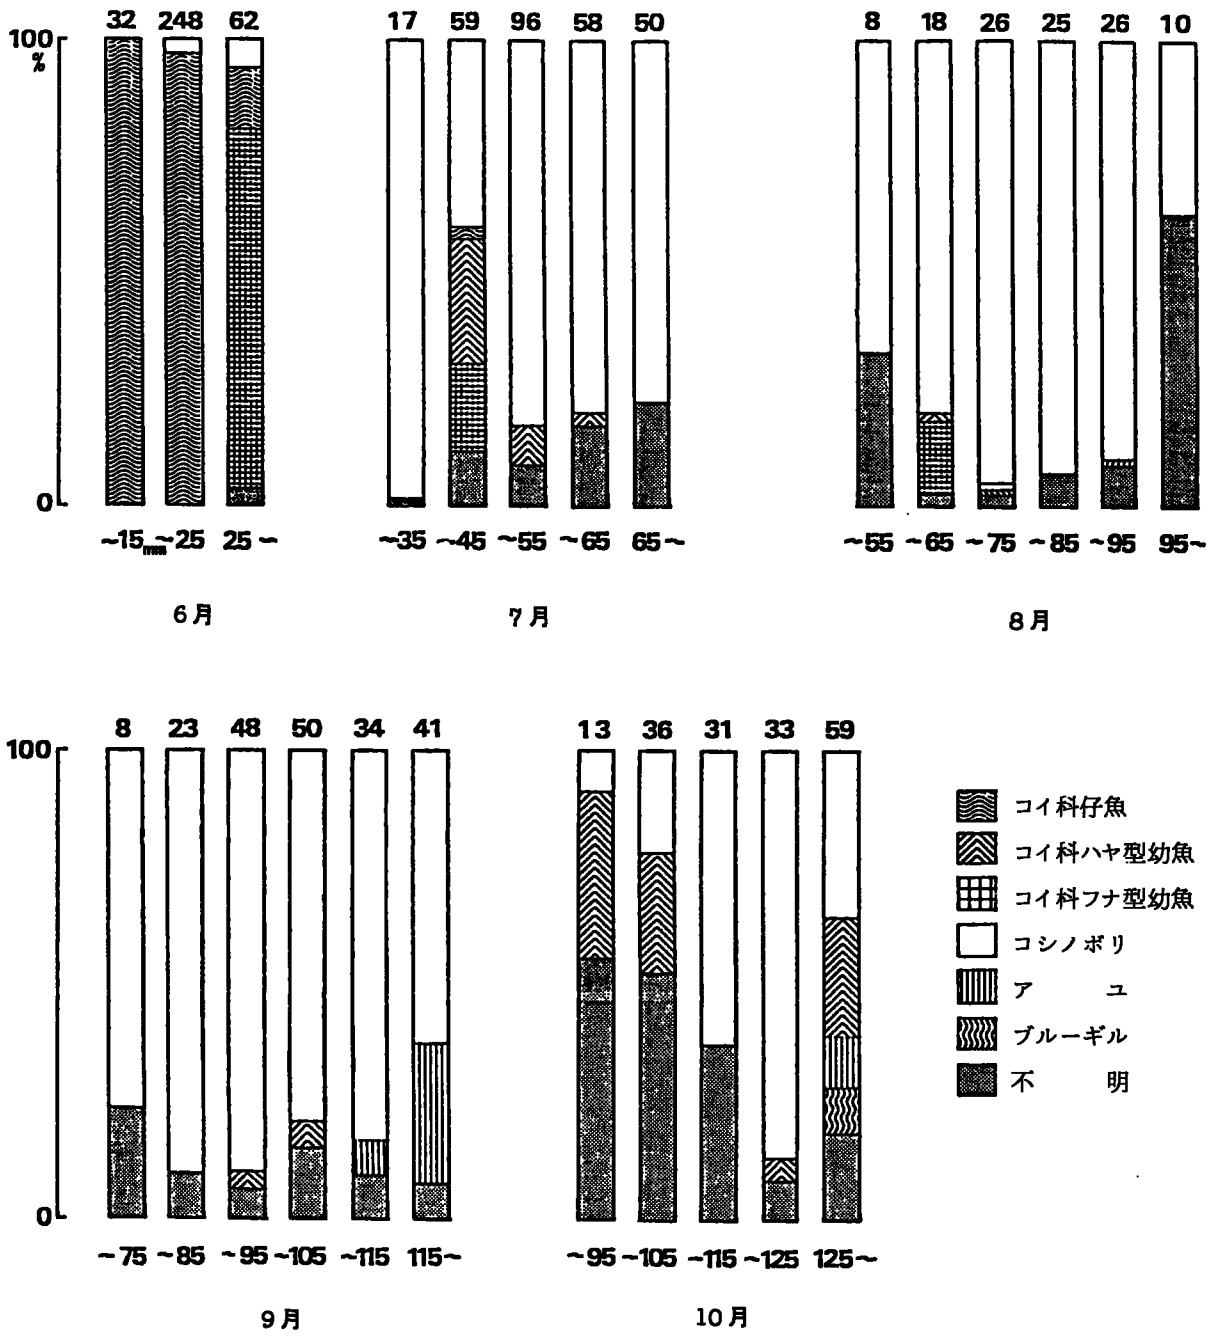 32 248 62 17 59 96 58 50 8 18 26 25 26 10
100
%
0
~15mm ~25 25~ ~35 ~45 ~55 ~65 65~ ~55 ~65 ~75 ~85 ~95 95~
6月 7月 8月
8 23 48 50 34 41 13 36 31 33 59
100
コイ科仔魚
コイ科ハヤ型幼魚
コイ科フナ型幼魚
コシノボリ
ア ユ
ブルーギル
不 明
0
~75 ~85 ~95 ~105 ~115 115~ ~95 ~105 ~115 ~125 125~
9月 10月